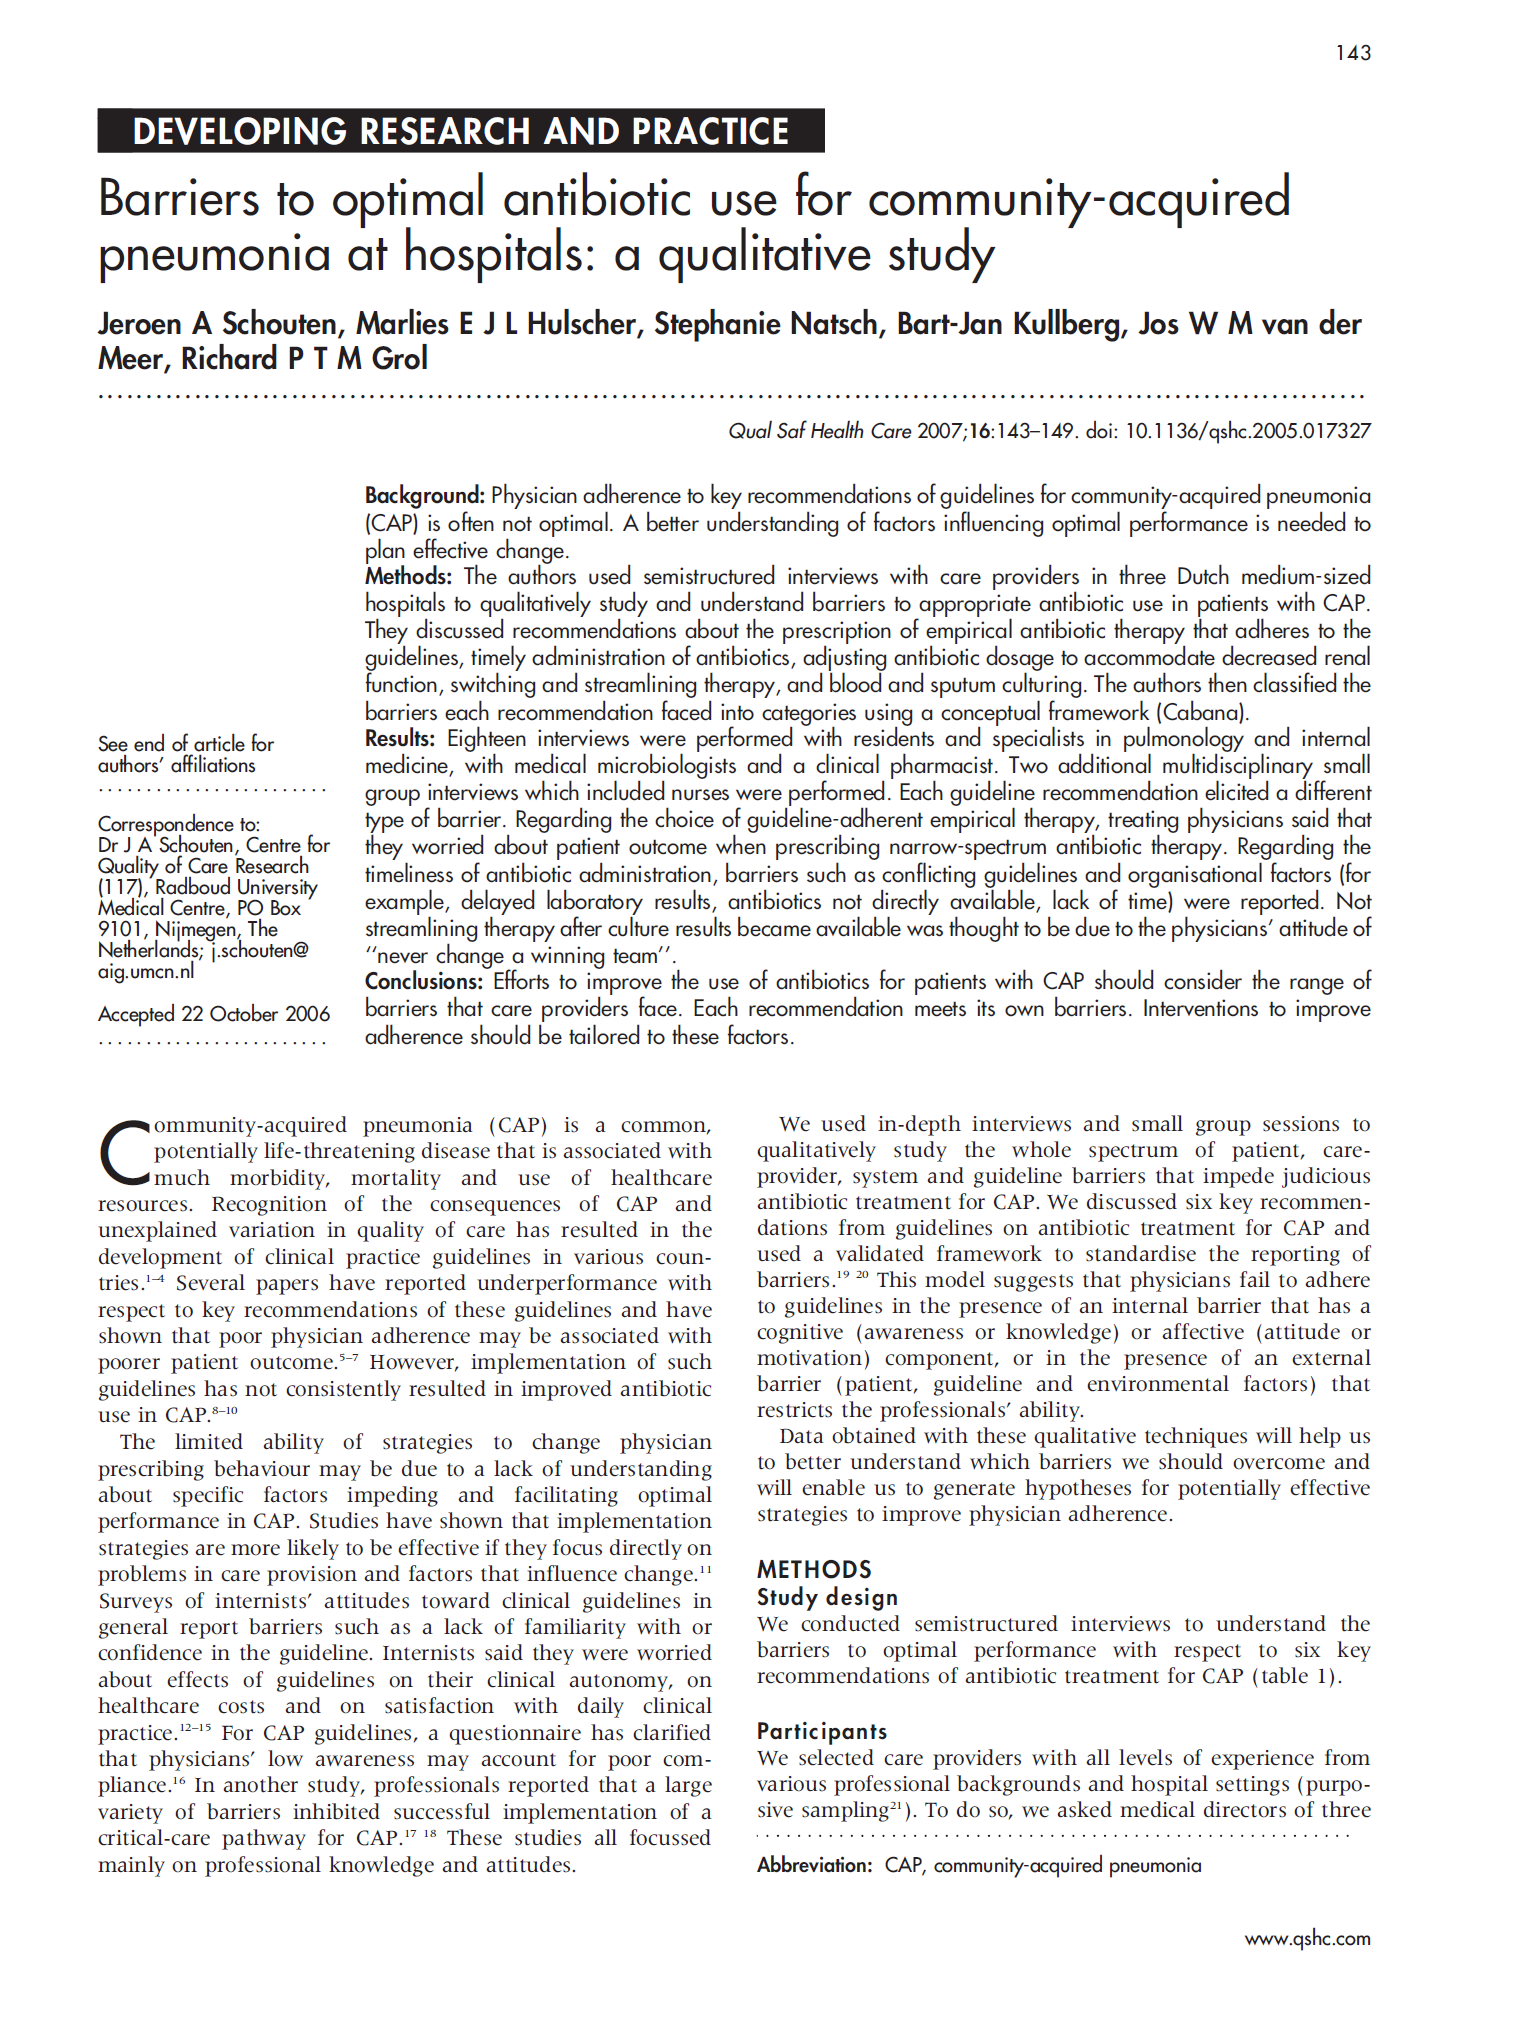 143
DEVELOPING RESEARCH AND PRACTICE
Barriers to optimal antibiotic use for community-acquired
pneumonia at hospitals: a qualitative study
Jeroen A Schouten, Marlies E J L Hulscher, Stephanie Natsch, Bart-Jan Kullberg, Jos W M van der
Meer, Richard P T M Grol
Qual Saf Health Care 2007;16:143–149. doi: 10.1136/qshc.2005.017327
Background: Physician adherence to key recommendations of guidelines for community-acquired pneumonia
(CAP) is often not optimal. A better understanding of factors influencing optimal performance is needed to
plan effective change.
Methods: The authors used semistructured interviews with care providers in three Dutch medium-sized
hospitals to qualitatively study and understand barriers to appropriate antibiotic use in patients with CAP.
They discussed recommendations about the prescription of empirical antibiotic therapy that adheres to the
guidelines, timely administration of antibiotics, adjusting antibiotic dosage to accommodate decreased renal
function, switching and streamlining therapy, and blood and sputum culturing. The authors then classified the
barriers each recommendation faced into categories using a conceptual framework (Cabana).
Results: Eighteen interviews were performed with residents and specialists in pulmonology and internal
medicine, with medical microbiologists and a clinical pharmacist. Two additional multidisciplinary small
group interviews which included nurses were performed. Each guideline recommendation elicited a different
type of barrier. Regarding the choice of guideline-adherent empirical therapy, treating physicians said that
they worried about patient outcome when prescribing narrow-spectrum antibiotic therapy. Regarding the
timeliness of antibiotic administration, barriers such as conflicting guidelines and organisational factors (for
example, delayed laboratory results, antibiotics not directly available, lack of time) were reported. Not
streamlining therapy after culture results became available was thought to be due to the physicians’ attitude of
‘‘never change a winning team’’.
Conclusions: Efforts to improve the use of antibiotics for patients with CAP should consider the range of
barriers that care providers face. Each recommendation meets its own barriers. Interventions to improve
adherence should be tailored to these factors.
See end of article for
authors’ affiliations
Correspondence to:
Dr J A Schouten, Centre for
Quality of Care Research
(117), Radboud University
Medical Centre, PO Box
9101, Nijmegen, The
Netherlands; j.schouten@
aig.umcn.nl
Accepted 22 October 2006
Community-acquired pneumonia (CAP) is a common,
potentially life-threatening disease that is associated with
much morbidity, mortality and use of healthcare
resources. Recognition of the consequences of CAP and
unexplained variation in quality of care has resulted in the
development of clinical practice guidelines in various coun-
tries.1–4 Several papers have reported underperformance with
respect to key recommendations of these guidelines and have
shown that poor physician adherence may be associated with
poorer patient outcome.5–7 However, implementation of such
guidelines has not consistently resulted in improved antibiotic
use in CAP.8–10
The limited ability of strategies to change physician
prescribing behaviour may be due to a lack of understanding
about specific factors impeding and facilitating optimal
performance in CAP. Studies have shown that implementation
strategies are more likely to be effective if they focus directly on
problems in care provision and factors that influence change.11
Surveys of internists’ attitudes toward clinical guidelines in
general report barriers such as a lack of familiarity with or
confidence in the guideline. Internists said they were worried
about effects of guidelines on their clinical autonomy, on
healthcare costs and on satisfaction with daily clinical
practice.12–15 For CAP guidelines, a questionnaire has clarified
that physicians’ low awareness may account for poor com-
pliance.16 In another study, professionals reported that a large
variety of barriers inhibited successful implementation of a
critical-care pathway for CAP.17 18 These studies all focussed
mainly on professional knowledge and attitudes.
We used in-depth interviews and small group sessions to
qualitatively study the whole spectrum of patient, care-
provider, system and guideline barriers that impede judicious
antibiotic treatment for CAP. We discussed six key recommen-
dations from guidelines on antibiotic treatment for CAP and
used a validated framework to standardise the reporting of
barriers.19 20 This model suggests that physicians fail to adhere
to guidelines in the presence of an internal barrier that has a
cognitive (awareness or knowledge) or affective (attitude or
motivation) component, or in the presence of an external
barrier (patient, guideline and environmental factors) that
restricts the professionals’ ability.
Data obtained with these qualitative techniques will help us
to better understand which barriers we should overcome and
will enable us to generate hypotheses for potentially effective
strategies to improve physician adherence.
METHODS
Study design
We conducted semistructured interviews to understand the
barriers to optimal performance with respect to six key
recommendations of antibiotic treatment for CAP (table 1).
Participants
We selected care providers with all levels of experience from
various professional backgrounds and hospital settings (purpo-
sive sampling21). To do so, we asked medical directors of three
Abbreviation: CAP, community-acquired pneumonia
www.qshc.com